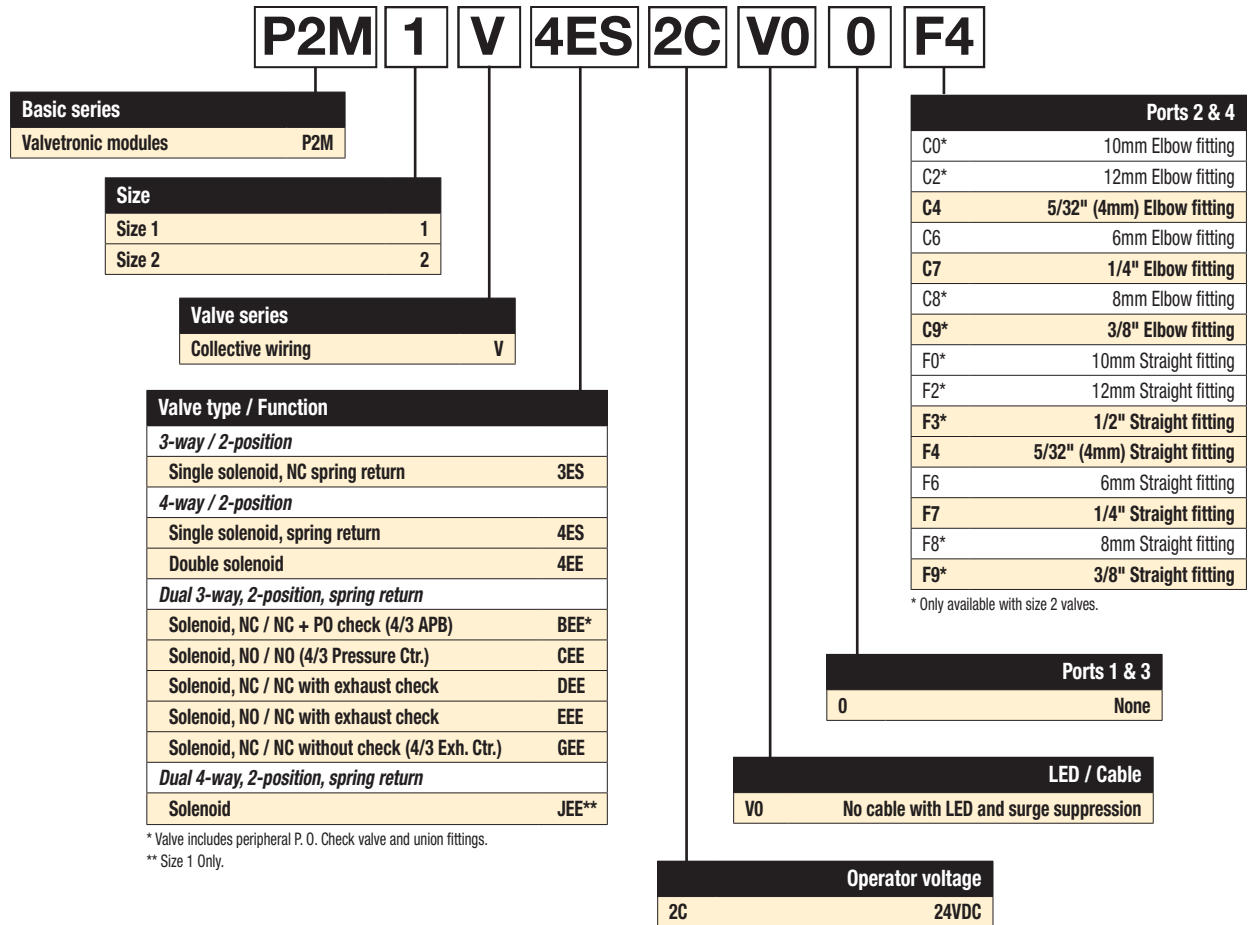 P2M 1 V 4ES 2C V0 0 F4
Basic series
Valvetronic modules P2M
Size
Size 1 1
Size 2 2
Valve series
Collective wiring V
Valve type / Function
3-way / 2-position
Single solenoid, NC spring return 3ES
4-way / 2-position
Single solenoid, spring return 4ES
Double solenoid 4EE
Dual 3-way, 2-position, spring return
Solenoid, NC / NC + PO check (4/3 APB) BEE*
Solenoid, NO / NO (4/3 Pressure Ctr.) CEE
Solenoid, NC / NC with exhaust check DEE
Solenoid, NO / NC with exhaust check EEE
Solenoid, NC / NC without check (4/3 Exh. Ctr.) GEE
Dual 4-way, 2-position, spring return
Solenoid JEE**
* Valve includes peripheral P. O. Check valve and union fittings.
** Size 1 Only.
Ports 2 & 4
C0* 10mm Elbow fitting
C2* 12mm Elbow fitting
C4 5/32" (4mm) Elbow fitting
C6 6mm Elbow fitting
C7 1/4" Elbow fitting
C8* 8mm Elbow fitting
C9* 3/8" Elbow fitting
F0* 10mm Straight fitting
F2* 12mm Straight fitting
F3* 1/2" Straight fitting
F4 5/32" (4mm) Straight fitting
F6 6mm Straight fitting
F7 1/4" Straight fitting
F8* 8mm Straight fitting
F9* 3/8" Straight fitting
* Only available with size 2 valves.
Ports 1 & 3
0 None
LED / Cable
V0 No cable with LED and surge suppression
Operator voltage
2C 24VDC